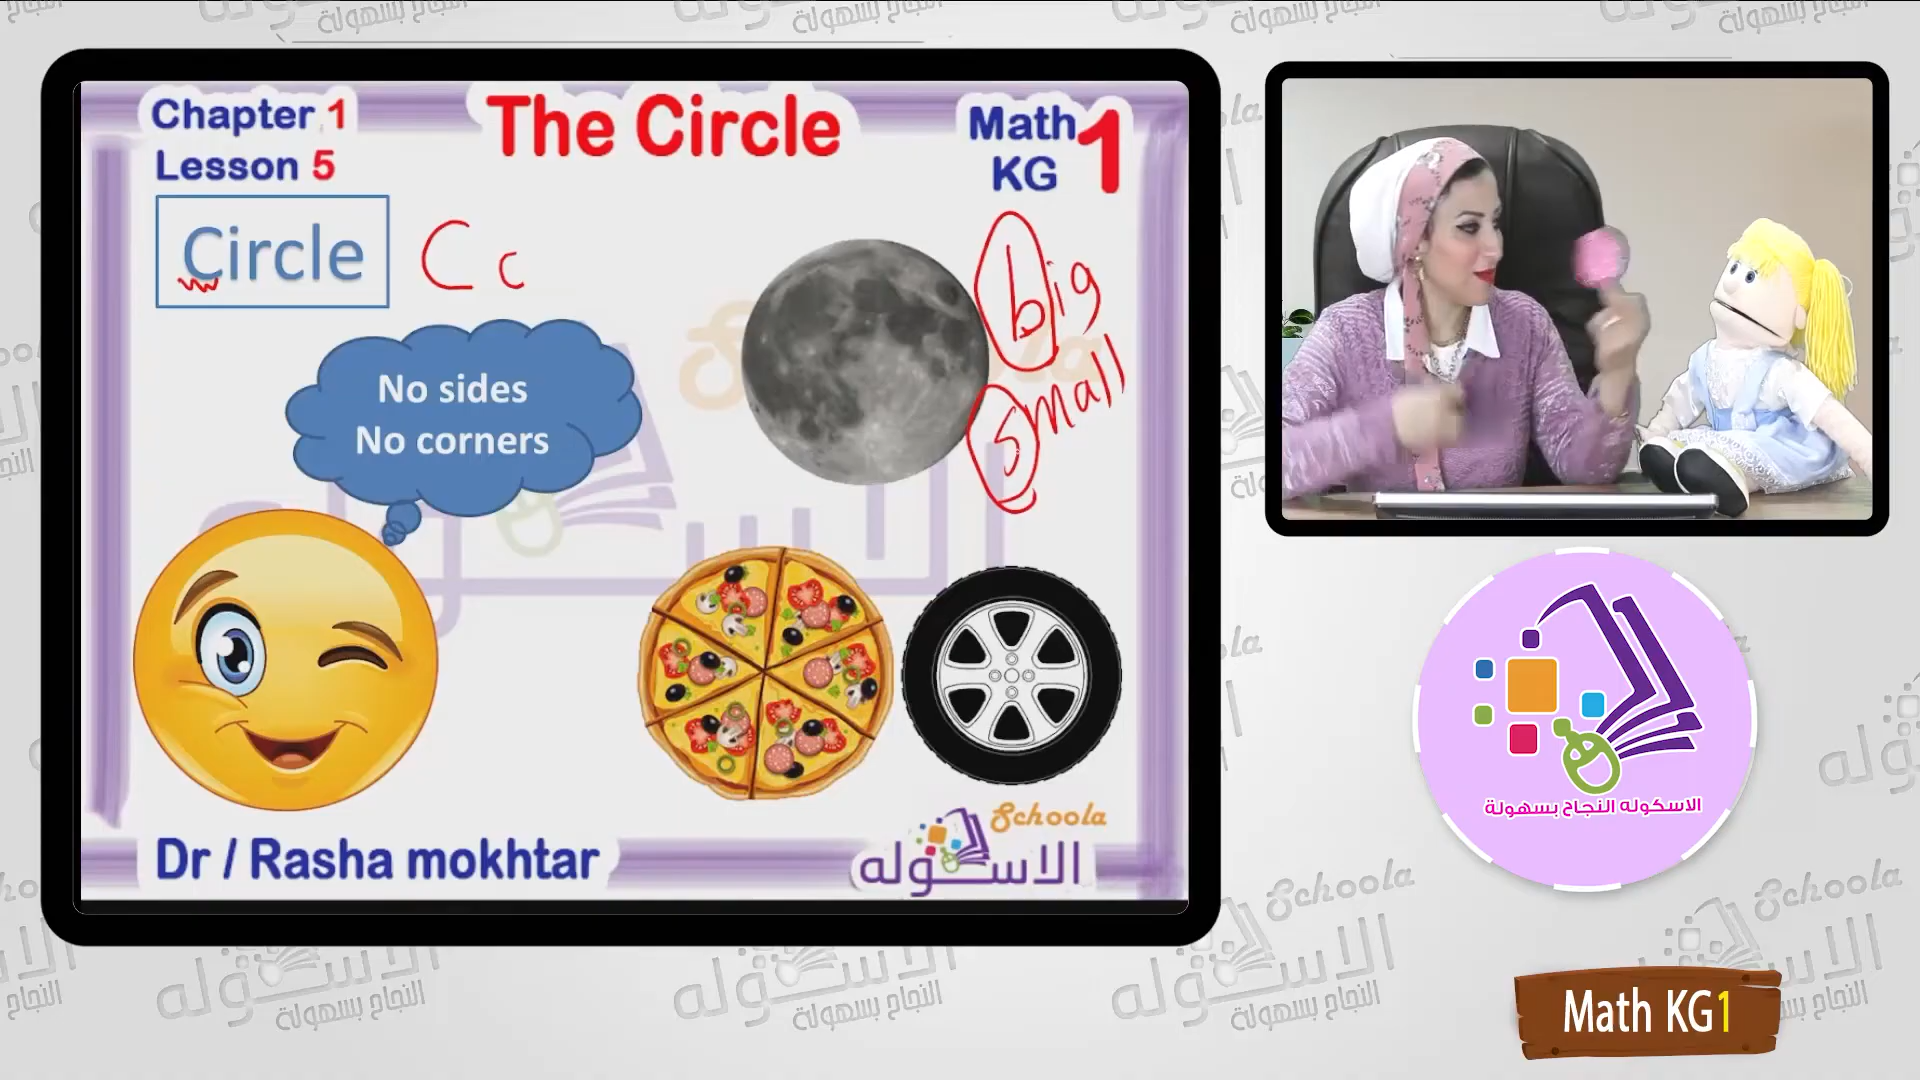 Chapter 1
Lesson 5
The Circle
Math
KG 1
Circle
C c
big
small
No sides
No corners
Dr / Rasha mokhtar
Schoola
الاسكوله
الاسكوله النجاح بسهولة
Math KG1